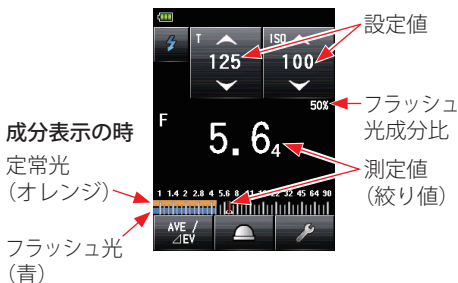 T
ISO
設定値
125
100
50%
フラッシュ
光成分比
F
5.6₄
成分表示の時
定常光
(オレンジ)
測定値
(絞り値)
1 1.4 2 2.8 4 5.6 8 11 16 22 32 45 64 90
フラッシュ光
(青)
AVE /
⊿EV